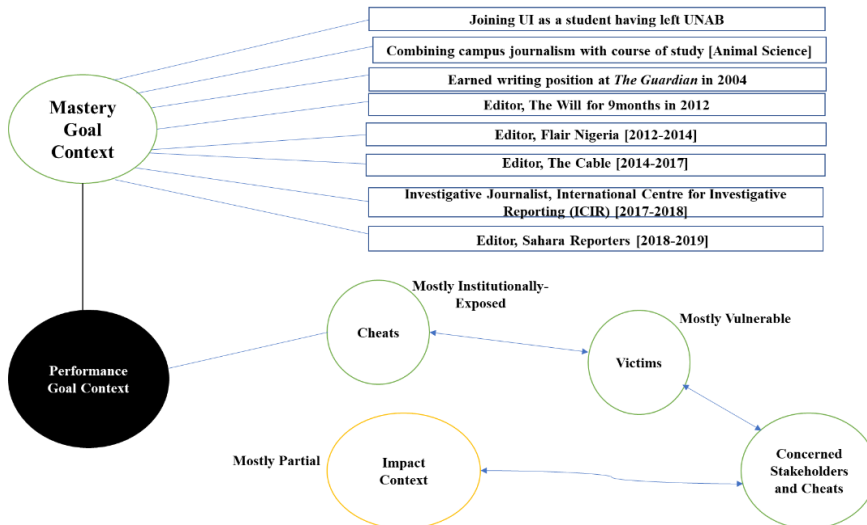 Joining UI as a student having left UNAB
Combining campus journalism with course of study [Animal Science]
Earned writing position at The Guardian in 2004
Editor, The Will for 9months in 2012
Editor, Flair Nigeria [2012-2014]
Editor, The Cable [2014-2017]
Investigative Journalist, International Centre for Investigative
Reporting (ICIR) [2017-2018]
Editor, Sahara Reporters [2018-2019]
Mastery
Goal
Context
Performance
Goal Context
Mostly Institutionally-
Exposed
Cheats
Mostly Vulnerable
Victims
Concerned
Stakeholders
and Cheats
Mostly Partial
Impact
Context